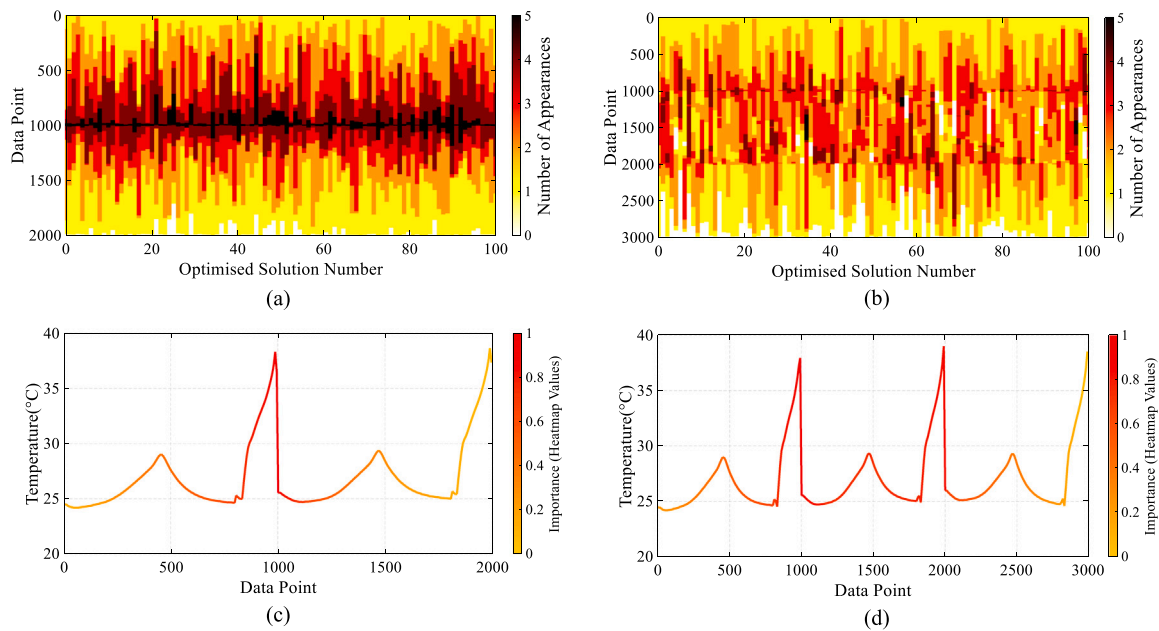 0
500
1000
1500
2000
Data Point
0 20 40 60 80 100
Optimised Solution Number
5
4
3
2
1
0
Number of Appearances
(a)
0
500
1000
1500
2000
2500
3000
Data Point
0 20 40 60 80 100
Optimised Solution Number
5
4
3
2
1
0
Number of Appearances
(b)
40
35
30
25
20
Temperature(°C)
0 500 1000 1500 2000
Data Point
1
0.8
0.6
0.4
0.2
0
Importance (Heatmap Values)
(c)
40
35
30
25
20
Temperature(°C)
0 500 1000 1500 2000 2500 3000
Data Point
1
0.8
0.6
0.4
0.2
0
Importance (Heatmap Values)
(d)